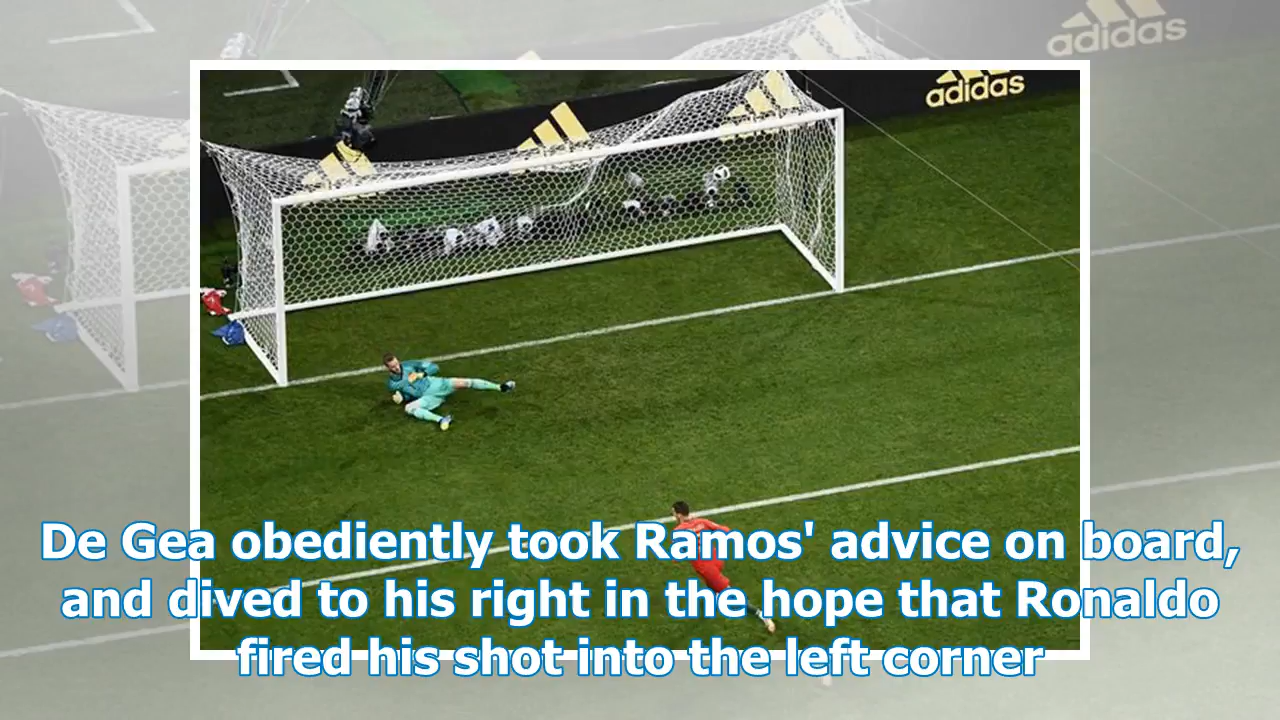 adidas
adidas
De Gea obediently took Ramos' advice on board,
and dived to his right in the hope that Ronaldo
fired his shot into the left corner